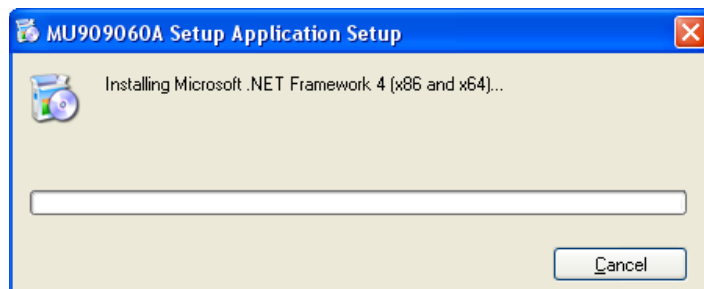 MU909060A Setup Application Setup
Installing Microsoft .NET Framework 4 (x86 and x64)...
Cancel